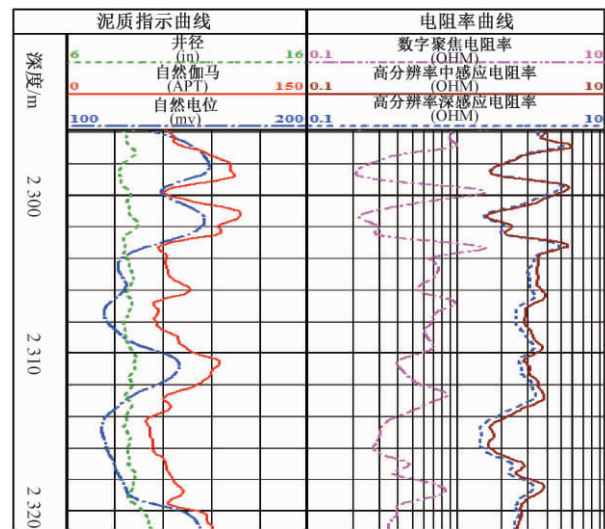 泥质指示曲线 电阻率曲线
井径
(in)
6 16
自然伽马
(APT)
0 150
自然电位
(mv)
100 200
数字聚焦电阻率
(OHM)
0.1 10
高分辨率中感应电阻率
(OHM)
0.1 10
高分辨率深感应电阻率
(OHM)
0.1 10
深度/m
2 300
2 310
2 320